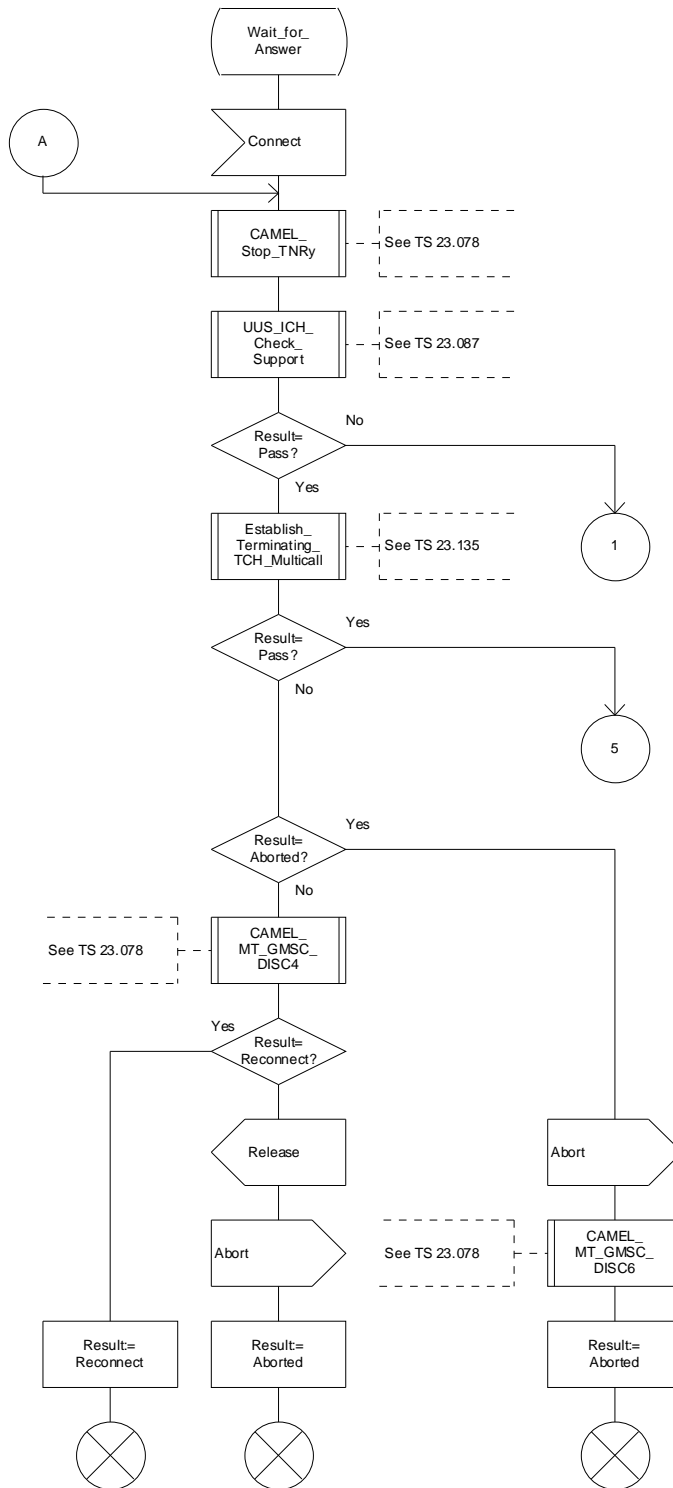 Wait_for_
Answer
A
Connect
CAMEL_
Stop_TNRy
See TS 23.078
UUS_ICH_
Check_
Support
See TS 23.087
Result=
Pass?
No
Yes
Establish_
Terminating_
TCH_Multicall
See TS 23.135
1
Result=
Pass?
Yes
No
5
Result=
Aborted?
Yes
No
See TS 23.078
CAMEL_
MT_GMSC_
DISC4
Yes
Result=
Reconnect?
Release
Abort
Abort
See TS 23.078
CAMEL_
MT_GMSC_
DISC6
Result:=
Reconnect
Result:=
Aborted
Result:=
Aborted